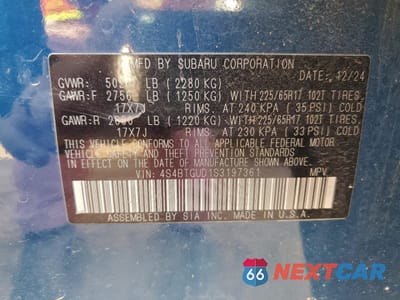 MFD. BY SUBARU CORPORATION
GVWR: LB (2280 KG) DATE: 12/24
GAWR:F LB (1250 KG) WITH 225/65R17 102T TIRES,
17X7J RIMS, AT 240 KPA (35 PSI) COLD
GAWR:R LB (1220 KG) WITH 225/65R17 102T TIRES,
17X7J RIMS, AT 230 KPA (33 PSI) COLD
THIS VEHICLE CONFORMS TO ALL APPLICABLE FEDERAL MOTOR
VEHICLE SAFETY, BUMPER, AND THEFT PREVENTION STANDARDS
IN EFFECT ON THE DATE OF MANUFACTURE SHOWN ABOVE.
VIN: 4S4BTGUD1S3197361 MPV
ASSEMBLED BY SIA INC. MADE IN U.S.A.
66 NEXTCAR